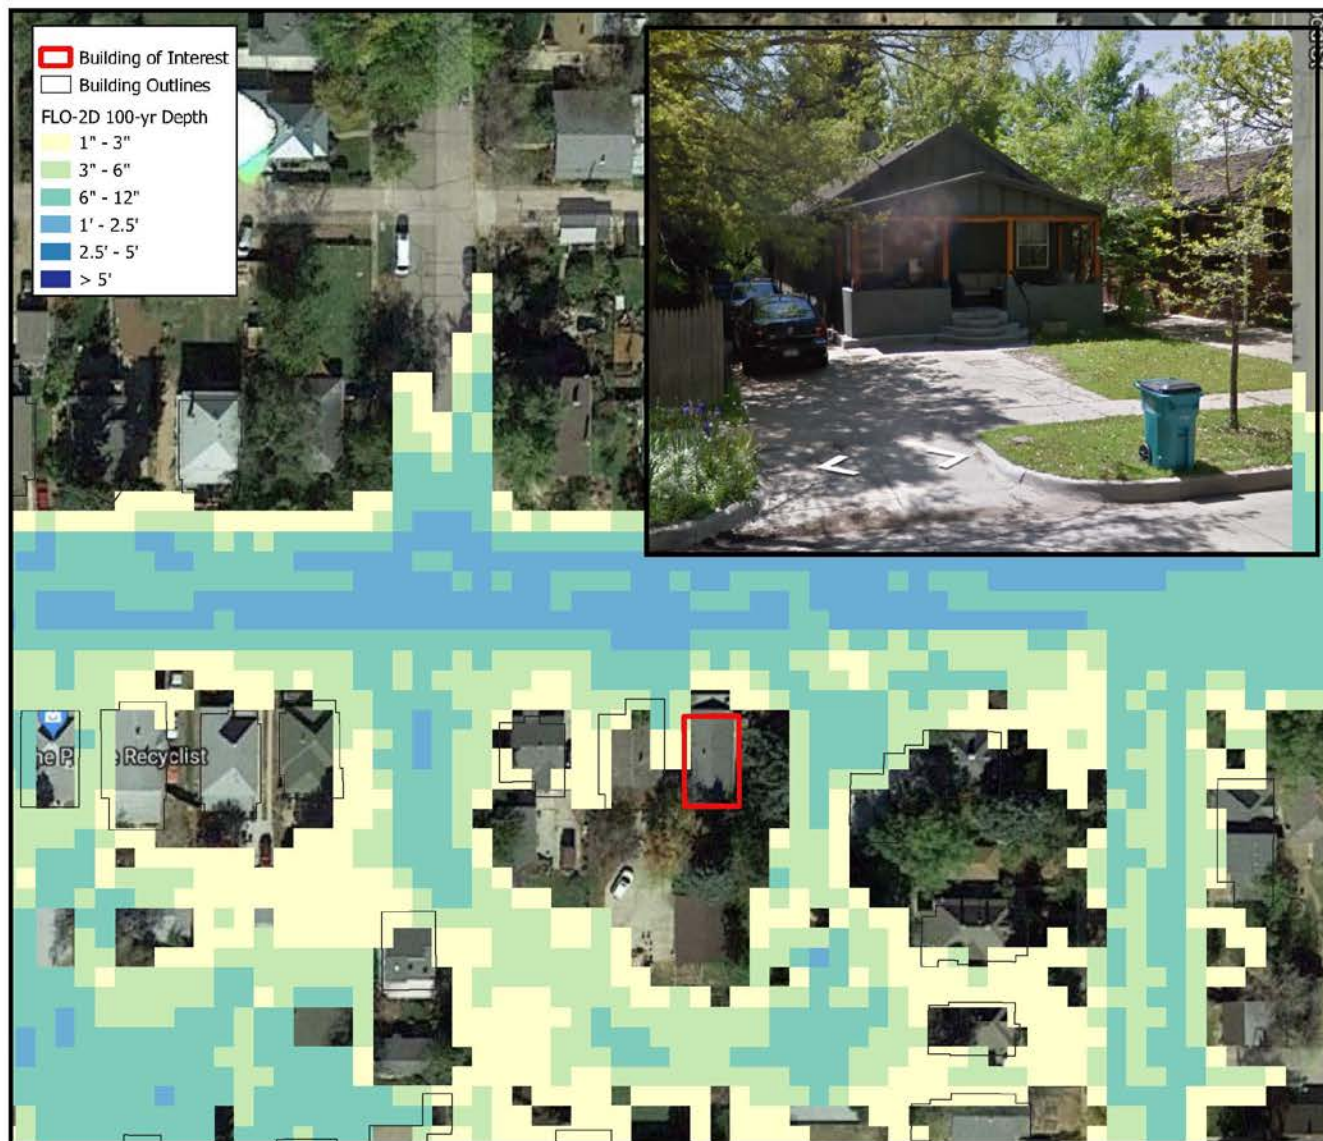 Building of Interest
Building Outlines
FLO-2D 100-yr Depth
1" - 3"
3" - 6"
6" - 12"
1' - 2.5'
2.5' - 5'
> 5'
Recyclist